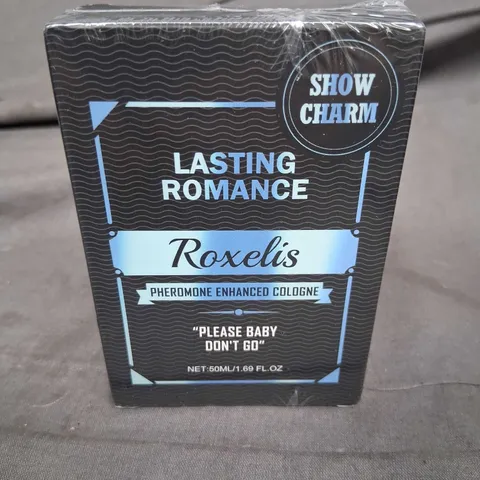 SHOW
CHARM
LASTING
ROMANCE
Roxelis
PHEROMONE ENHANCED COLOGNE
"PLEASE BABY
DON'T GO"
NET:50ML/1.69 FL.OZ